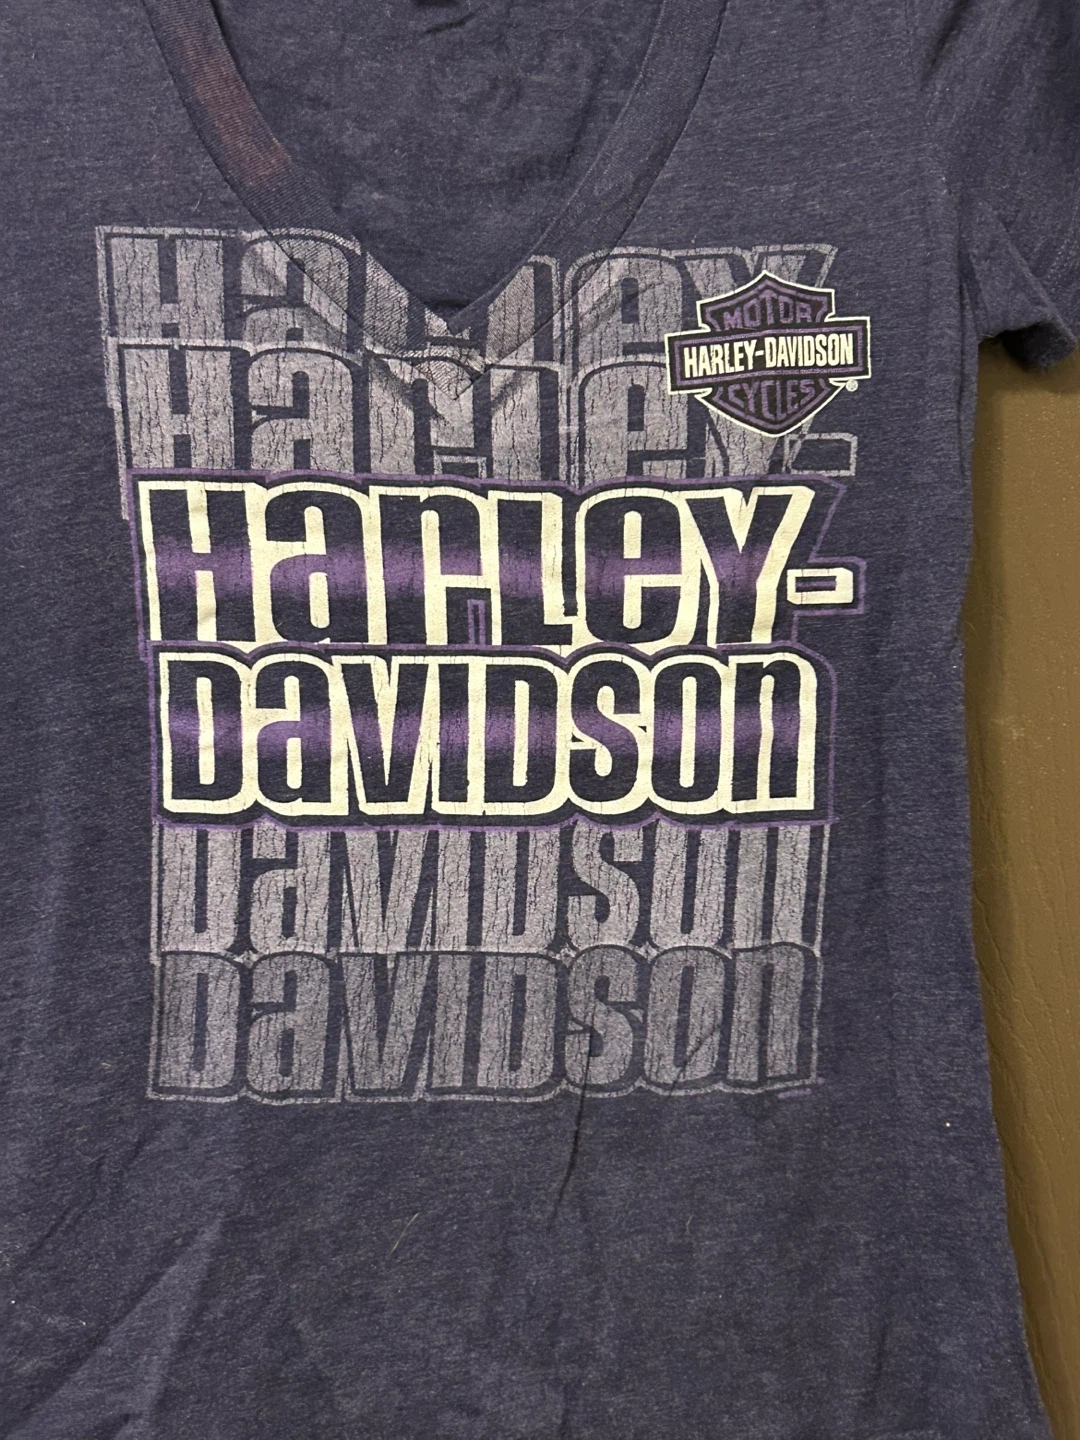 Harley-
MOTOR
HARLEY-DAVIDSON
CYCLES
®
Harley-
Harley-
Davidson
Davidson
Davidson